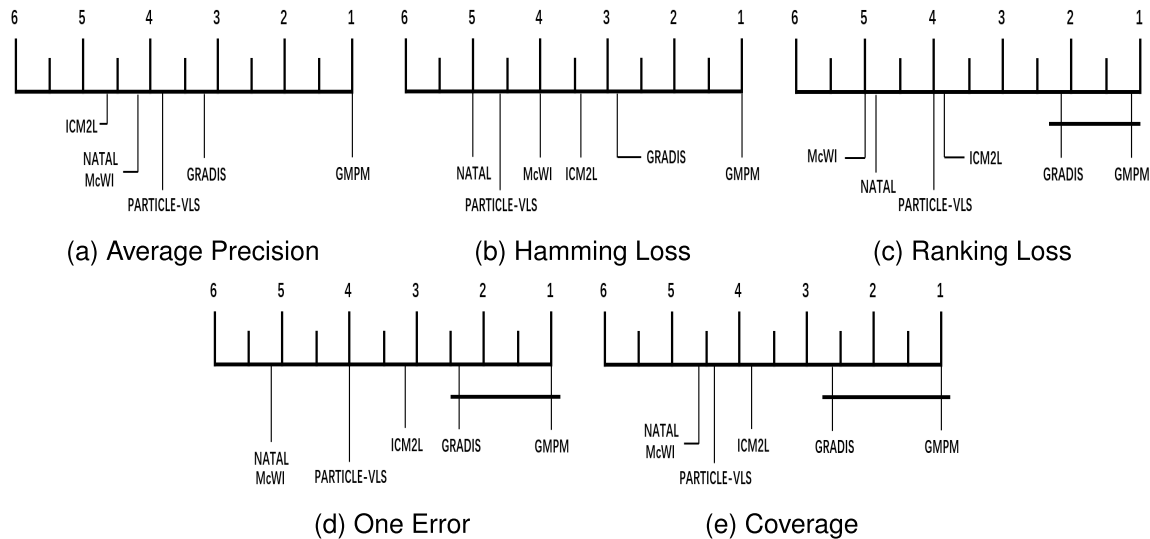 6 5 4 3 2 1
ICM2L
NATAL
McWI
PARTICLE-VLS
GRADIS
GMPM
(a) Average Precision
6 5 4 3 2 1
NATAL
PARTICLE-VLS
McWI
ICM2L
GRADIS
GMPM
(b) Hamming Loss
6 5 4 3 2 1
McWI
NATAL
PARTICLE-VLS
ICM2L
GRADIS
GMPM
(c) Ranking Loss
6 5 4 3 2 1
NATAL
McWI
PARTICLE-VLS
ICM2L
GRADIS
GMPM
(d) One Error
6 5 4 3 2 1
NATAL
McWI
PARTICLE-VLS
ICM2L
GRADIS
GMPM
(e) Coverage